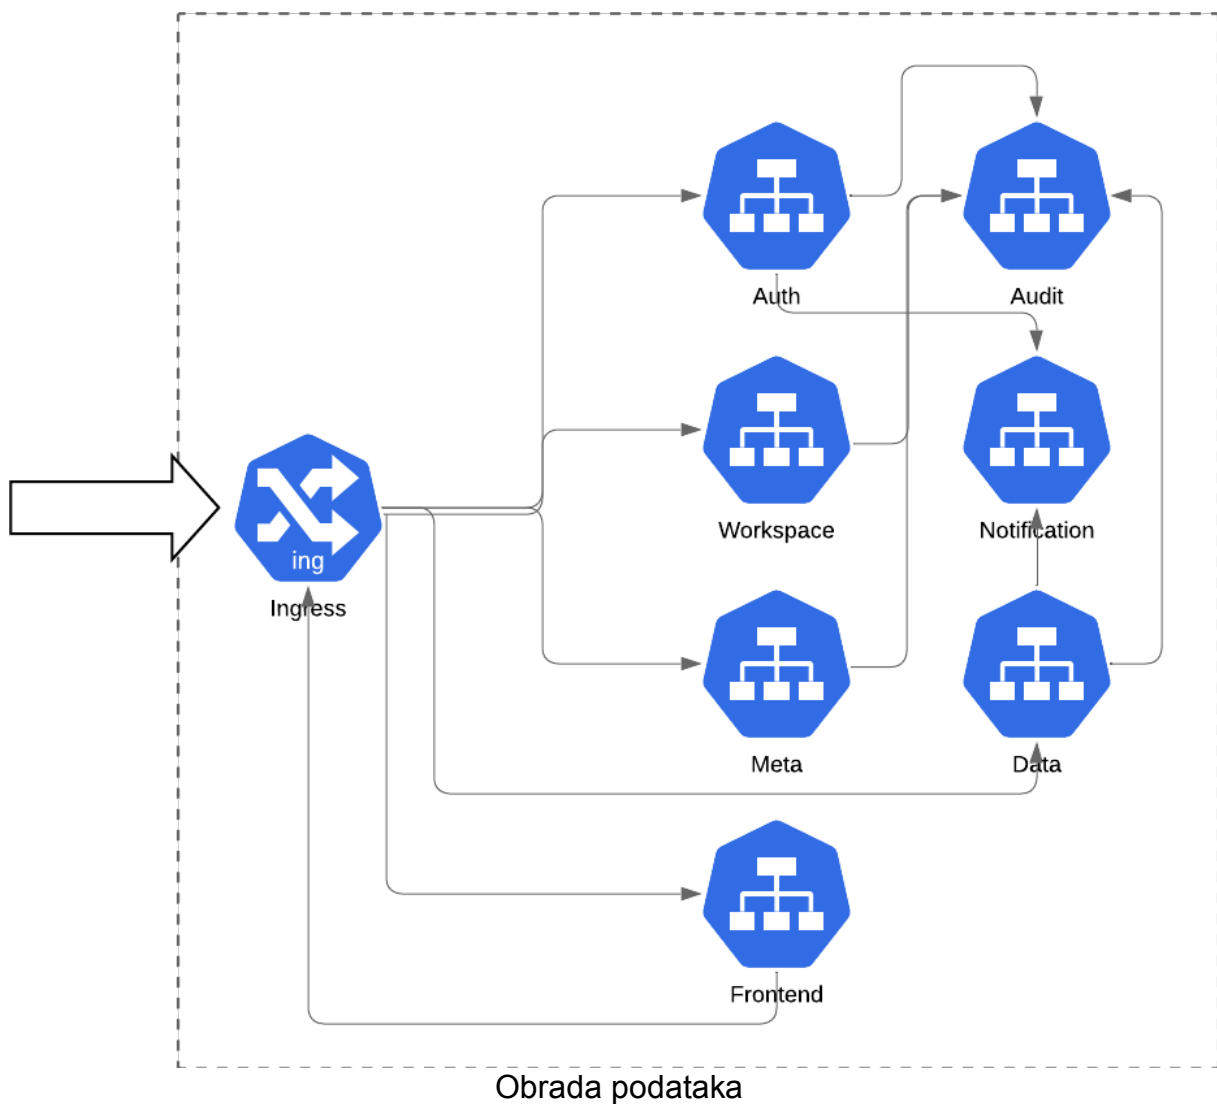 Auth
Audit
Workspace
Notification
ing
Ingress
Meta
Data
Frontend
Obrada podataka